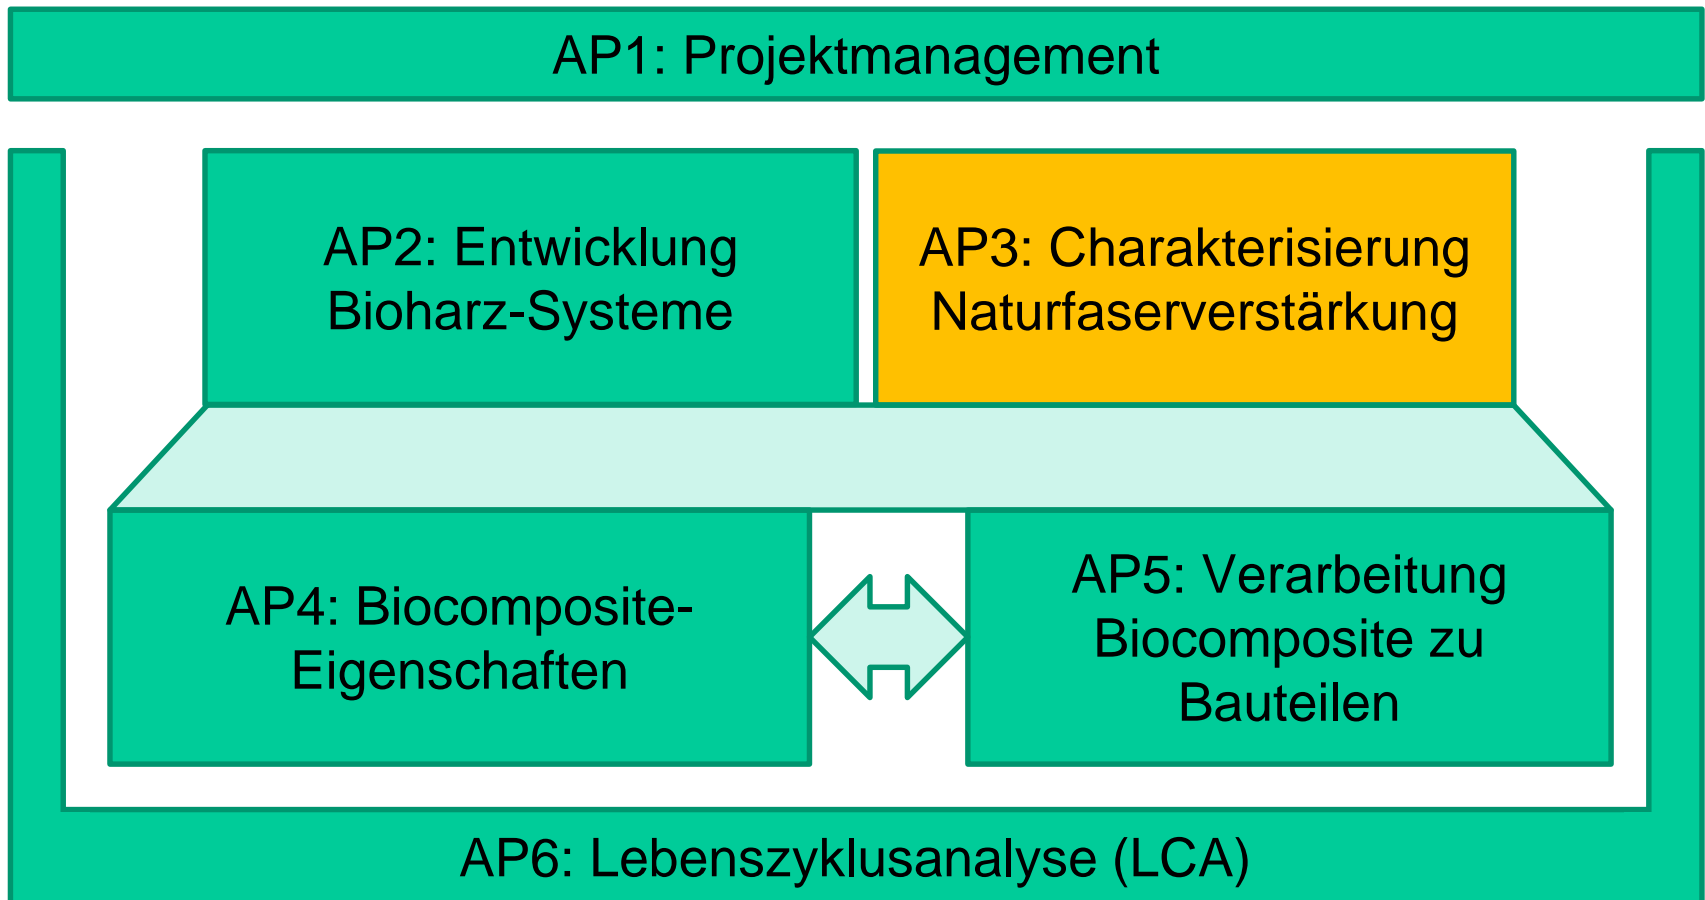 AP1: Projektmanagement
AP2: Entwicklung
Bioharz-Systeme
AP3: Charakterisierung
Naturfaserverstärkung
AP4: Biocomposite-
Eigenschaften
AP5: Verarbeitung
Biocomposite zu
Bauteilen
AP6: Lebenszyklusanalyse (LCA)